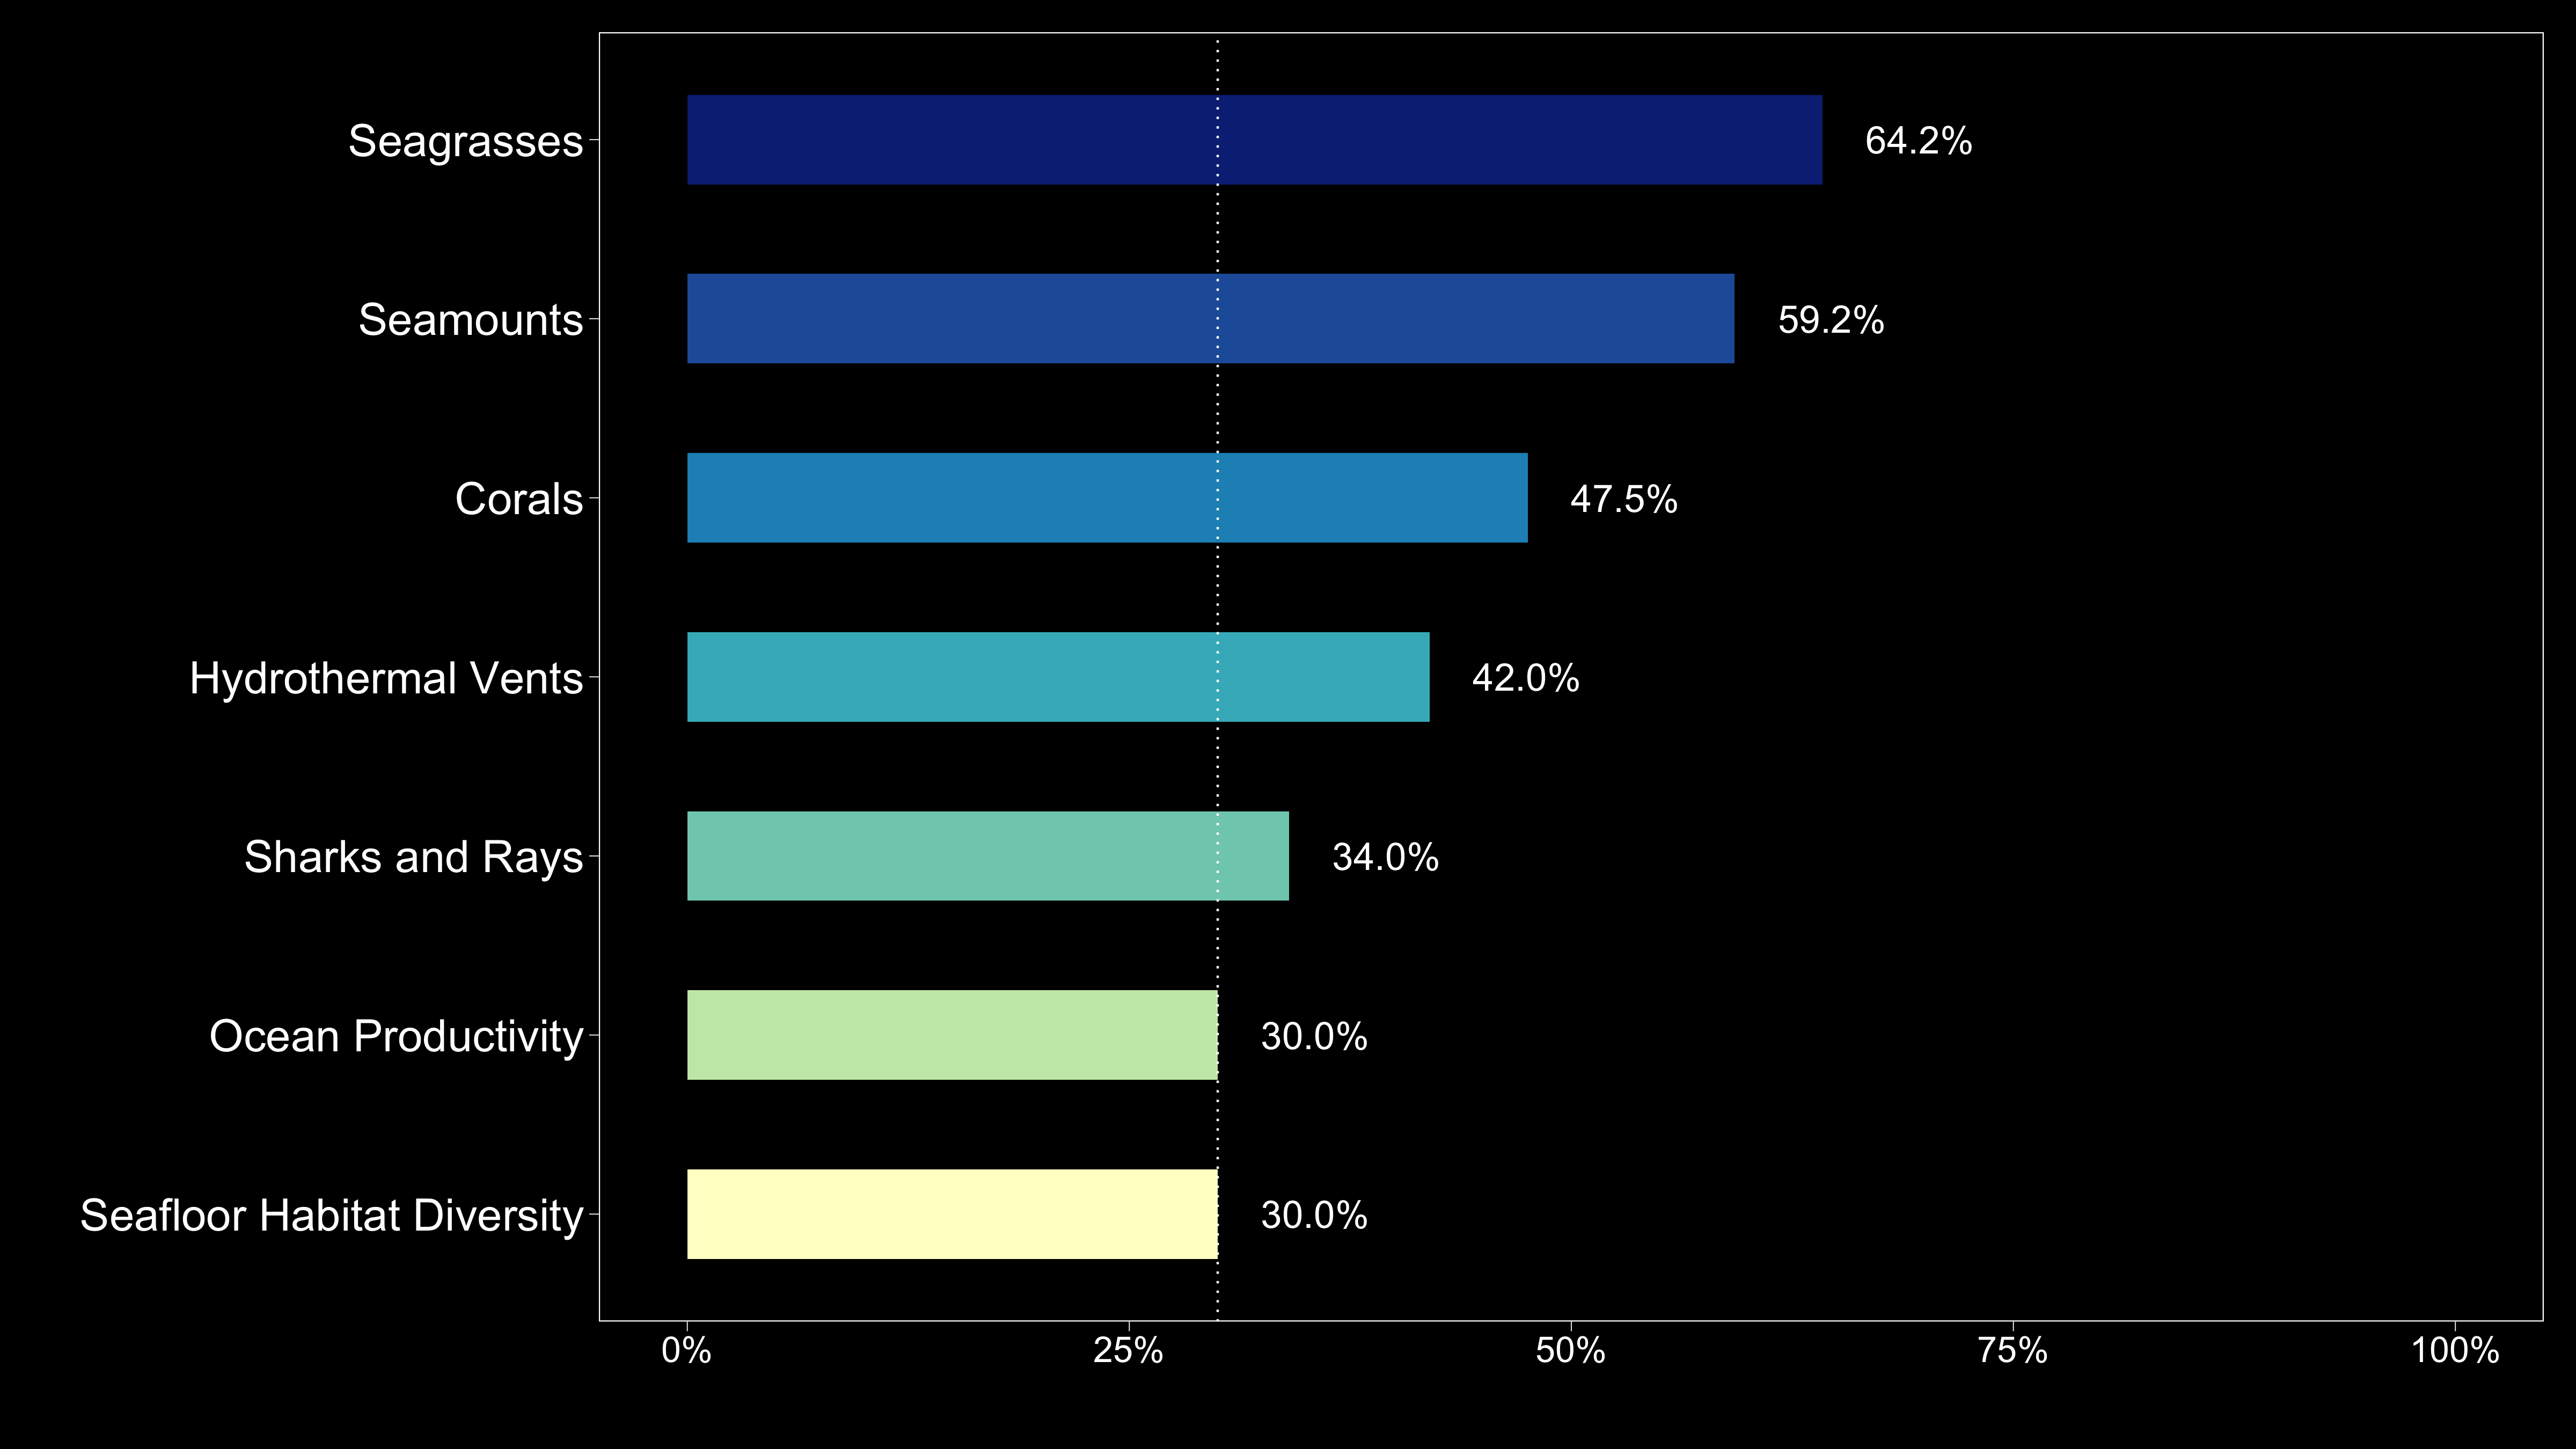 Seagrasses 64.2%
Seamounts 59.2%
Corals 47.5%
Hydrothermal Vents 42.0%
Sharks and Rays 34.0%
Ocean Productivity 30.0%
Seafloor Habitat Diversity 30.0%
0% 25% 50% 75% 100%